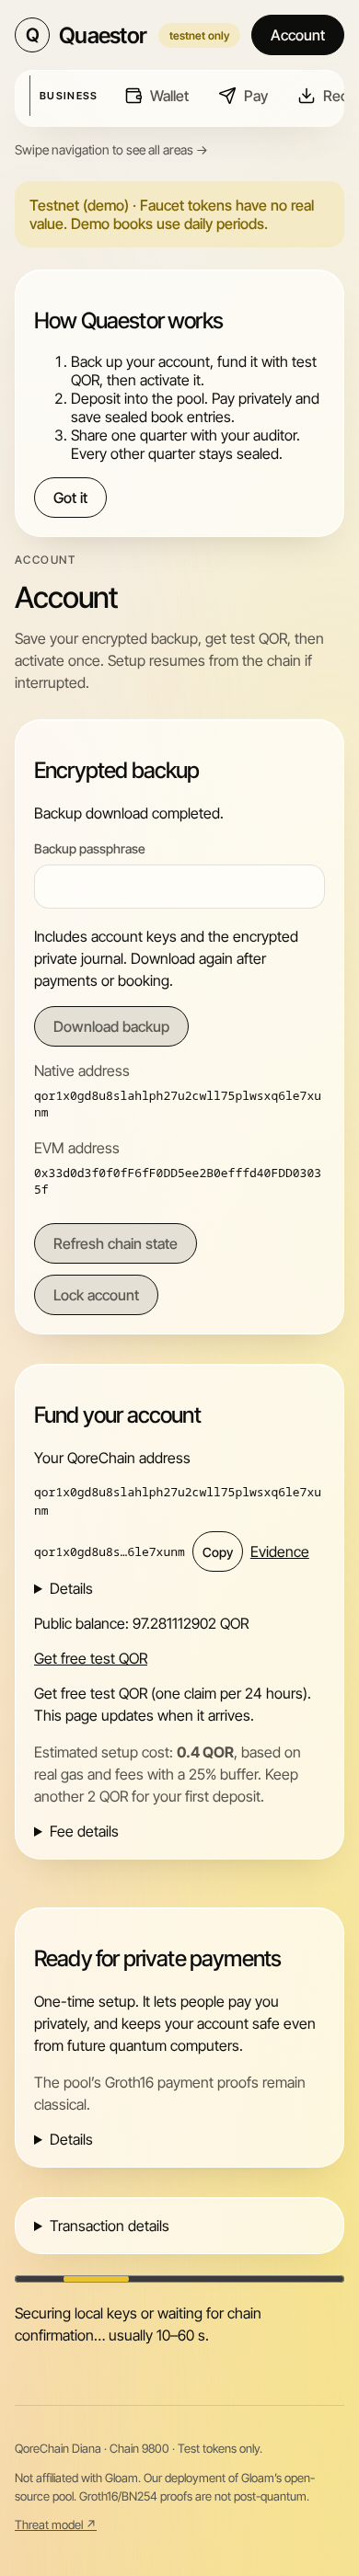 Q Quaestor testnet only Account
BUSINESS Wallet Pay
Swipe navigation to see all areas →
Testnet (demo) · Faucet tokens have no real
value. Demo books use daily periods.
How Quaestor works
1. Back up your account, fund it with test
QOR, then activate it.
2. Deposit into the pool. Pay privately and
save sealed book entries.
3. Share one quarter with your auditor.
Every other quarter stays sealed.
Got it
ACCOUNT
Account
Save your encrypted backup, get test QOR, then
activate once. Setup resumes from the chain if
interrupted.
Encrypted backup
Backup download completed.
Backup passphrase
Includes account keys and the encrypted
private journal. Download again after
payments or booking.
Download backup
Native address
qor1x0gd8u8slahlph27u2cwll75plwsxq6le7xu
nm
EVM address
0x33d0d3f0f0fF6fF0DD5ee2B0efffd40FDD0303
5f
Refresh chain state
Lock account
Fund your account
Your QoreChain address
qor1x0gd8u8slahlph27u2cwll75plwsxq6le7xu
nm
qor1x0gd8u8s…6le7xunm Copy Evidence
Details
Public balance: 97.281112902 QOR
Get free test QOR
Get free test QOR (one claim per 24 hours).
This page updates when it arrives.
Estimated setup cost: 0.4 QOR, based on
real gas and fees with a 25% buffer. Keep
another 2 QOR for your first deposit.
Fee details
Ready for private payments
One-time setup. It lets people pay you
privately, and keeps your account safe even
from future quantum computers.
The pool's Groth16 payment proofs remain
classical.
Details
Transaction details
Securing local keys or waiting for chain
confirmation… usually 10–60 s.
QoreChain Diana · Chain 9800 · Test tokens only.
Not affiliated with Gloam. Our deployment of Gloam's open-
source pool. Groth16/BN254 proofs are not post-quantum.
Threat model ↗